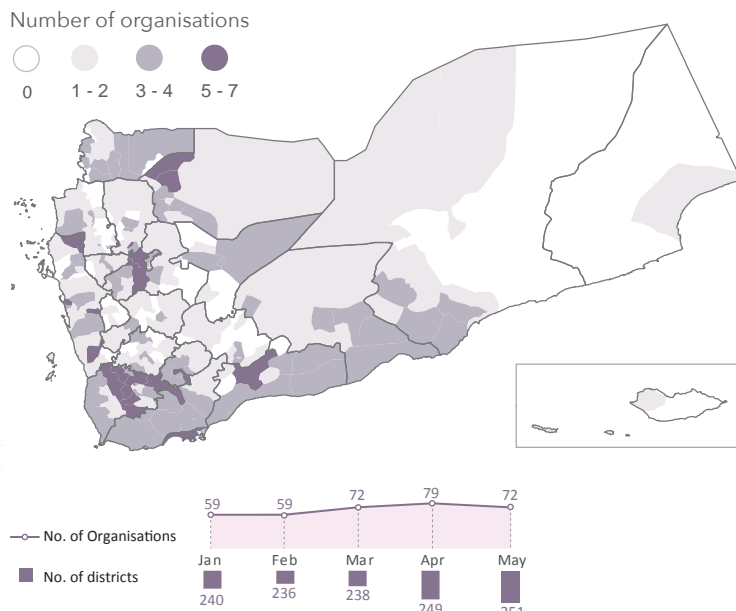 Number of organisations
0 1 - 2 3 - 4 5 - 7
59 59 72 79 72
No. of Organisations
Jan Feb Mar Apr May
No. of districts
240 236 238 249 251